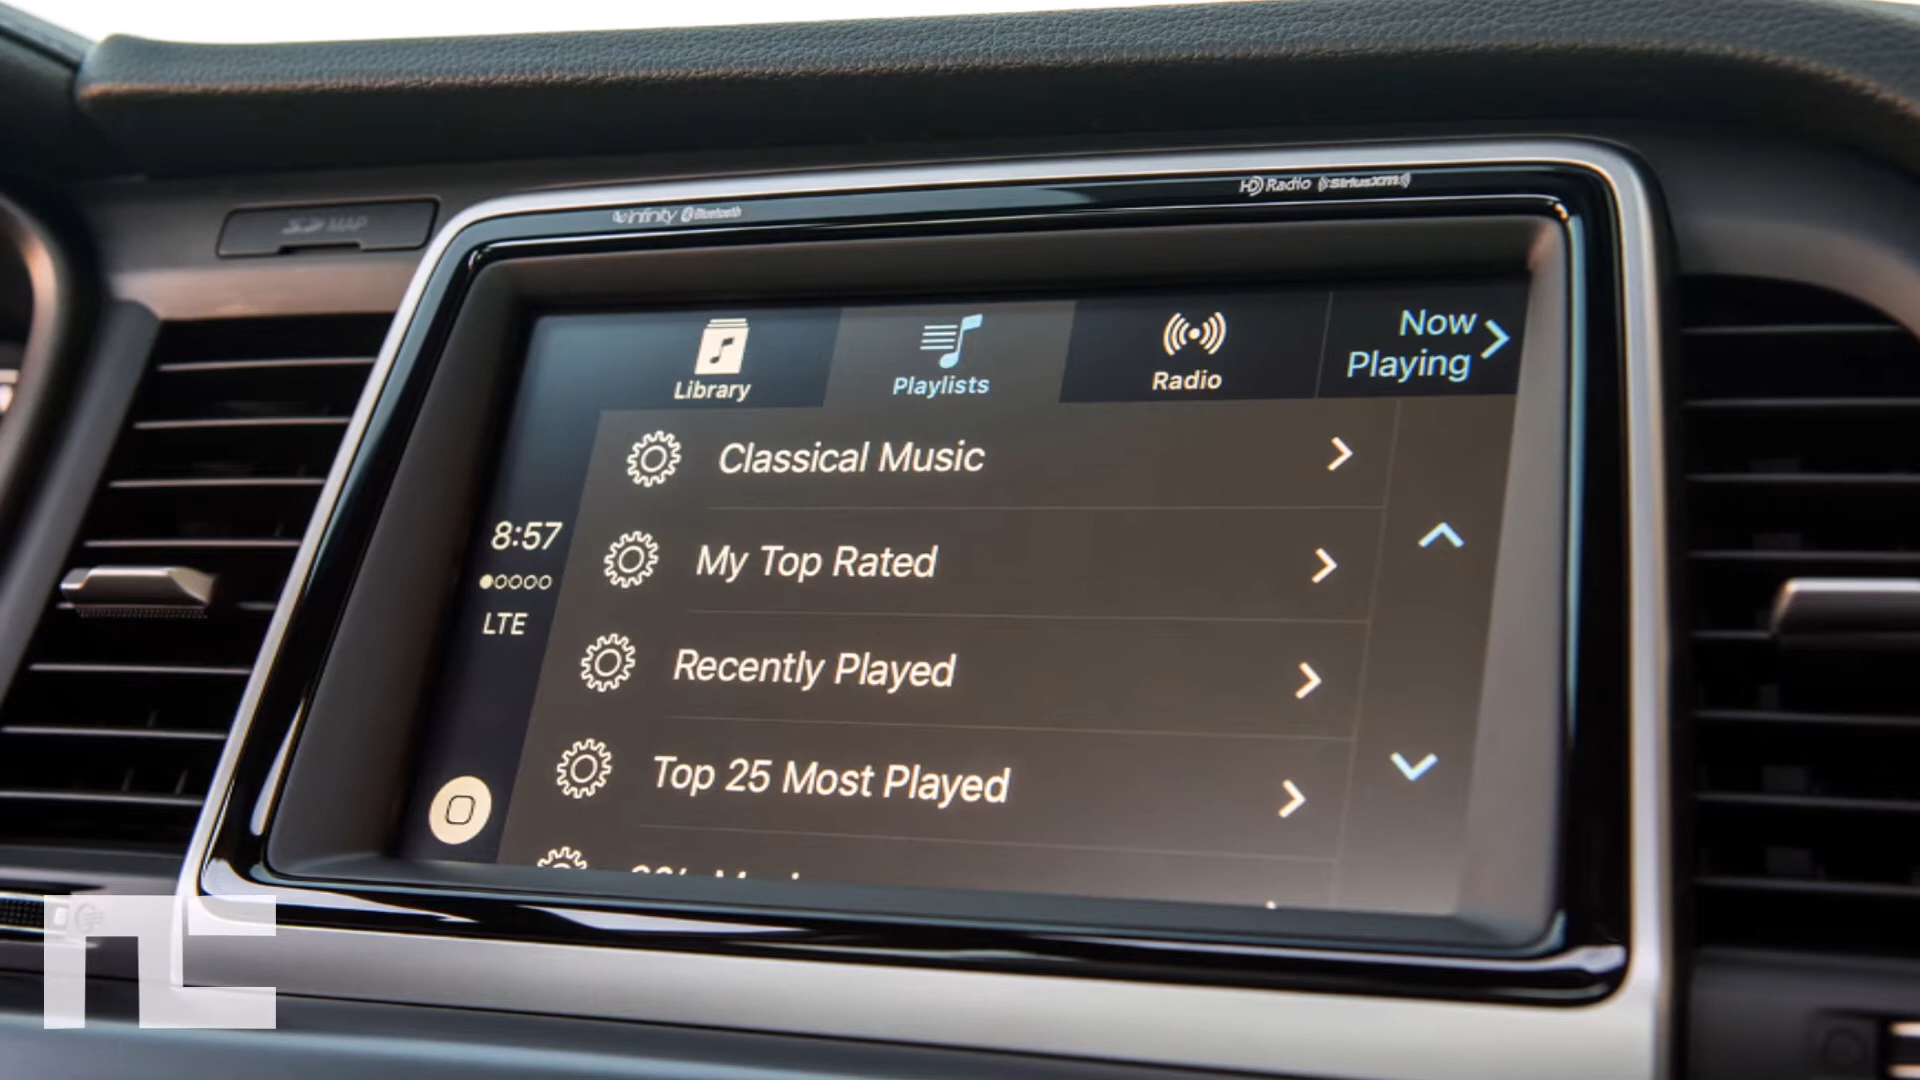 SD MAP
infinity Bluetooth
HD Radio ((SiriusXM))
Library
Playlists
Radio
Now
Playing
Classical Music
My Top Rated
Recently Played
Top 25 Most Played
8:57
LTE